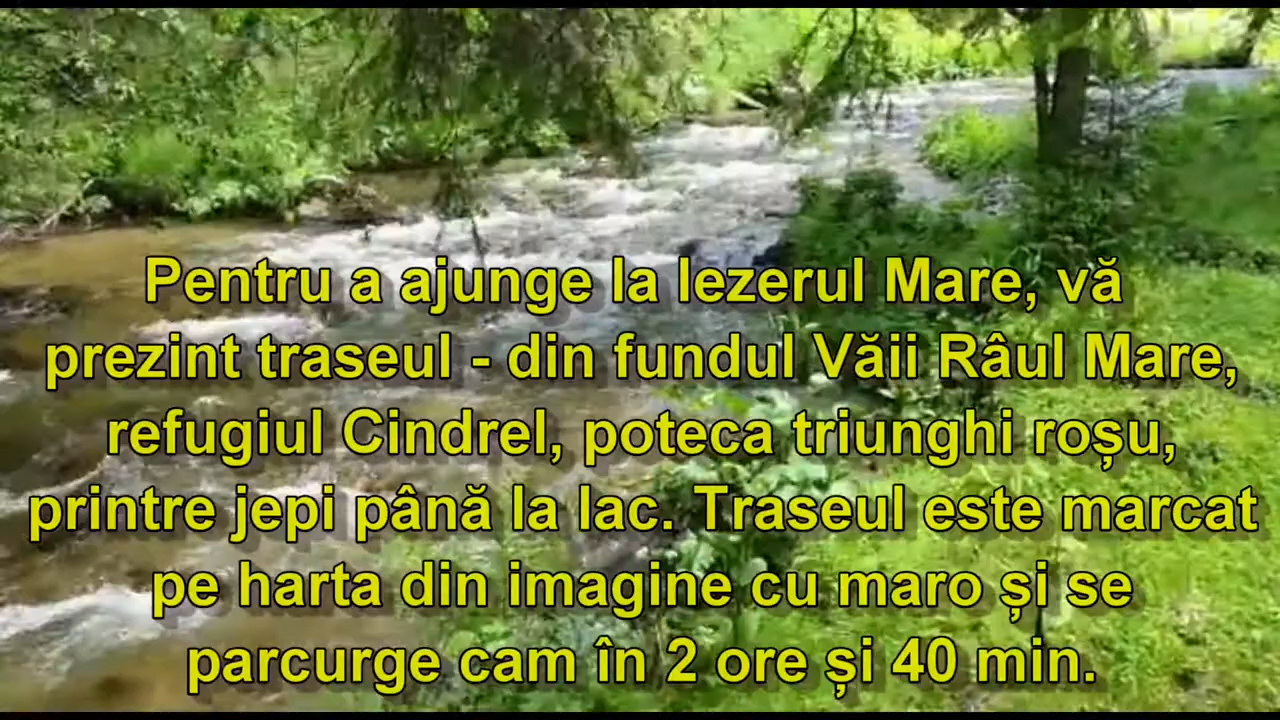 Pentru a ajunge la Iezerul Mare, vă
prezint traseul - din fundul Văii Râul Mare,
refugiul Cindrel, poteca triunghi roșu,
printre jepi până la lac. Traseul este marcat
pe harta din imagine cu maro și se
parcurge cam în 2 ore și 40 min.